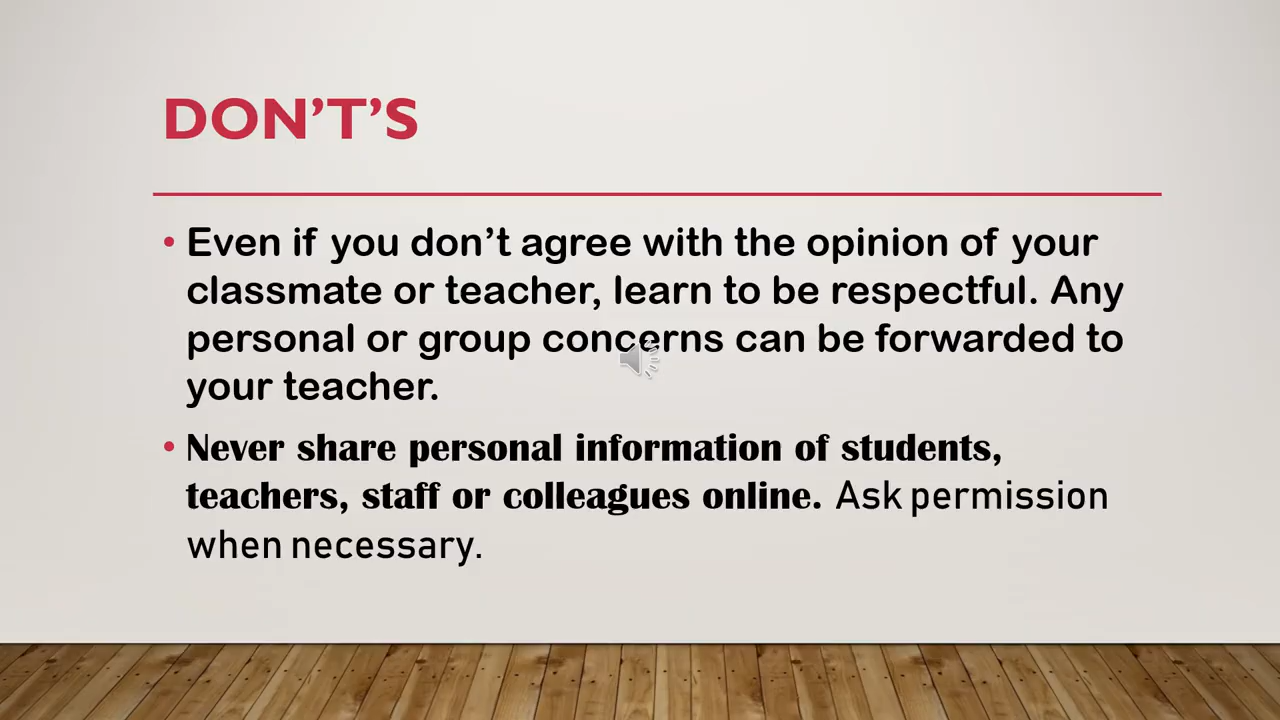 DON’T’S
• Even if you don’t agree with the opinion of your
classmate or teacher, learn to be respectful. Any
personal or group concerns can be forwarded to
your teacher.
• Never share personal information of students,
teachers, staff or colleagues online. Ask permission
when necessary.